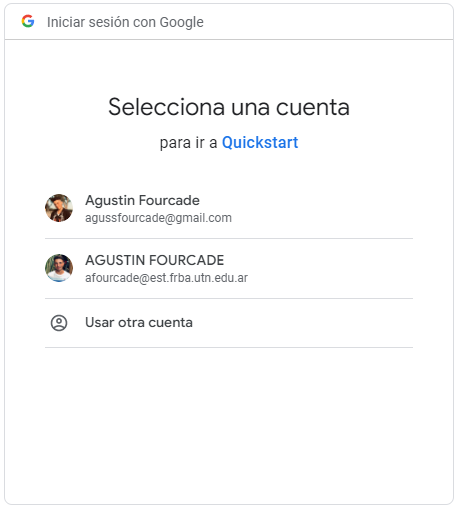 Iniciar sesión con Google
Selecciona una cuenta
para ir a Quickstart
Agustin Fourcade
agussfourcade@gmail.com
AGUSTIN FOURCADE
afourcade@est.frba.utn.edu.ar
Usar otra cuenta